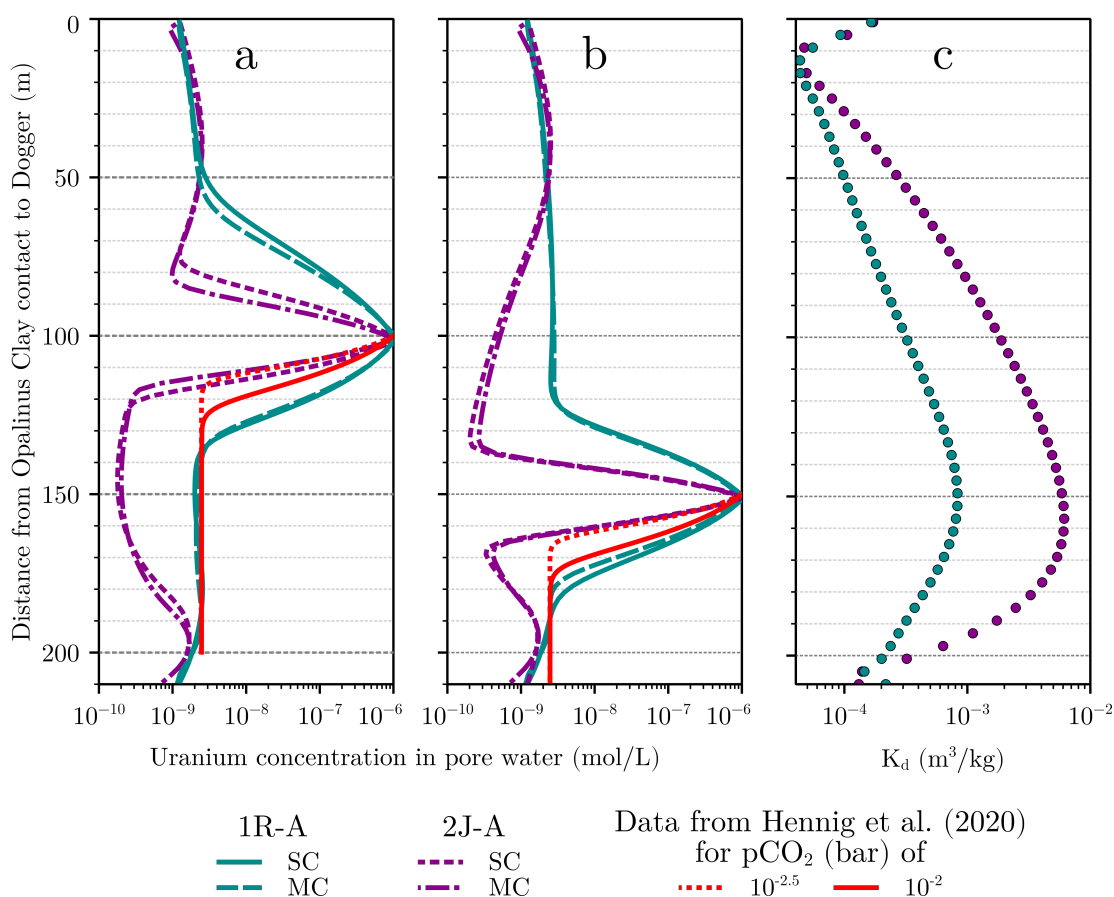 a
b
c
0
50
100
150
200
Distance from Opalinus Clay contact to Dogger (m)
10⁻¹⁰ 10⁻⁹ 10⁻⁸ 10⁻⁷ 10⁻⁶
10⁻¹⁰ 10⁻⁹ 10⁻⁸ 10⁻⁷ 10⁻⁶
10⁻⁴ 10⁻³ 10⁻²
Uranium concentration in pore water (mol/L)
K_d (m³/kg)
1R-A
SC
MC
2J-A
SC
MC
Data from Hennig et al. (2020)
for pCO₂ (bar) of
10⁻²·⁵ 10⁻²